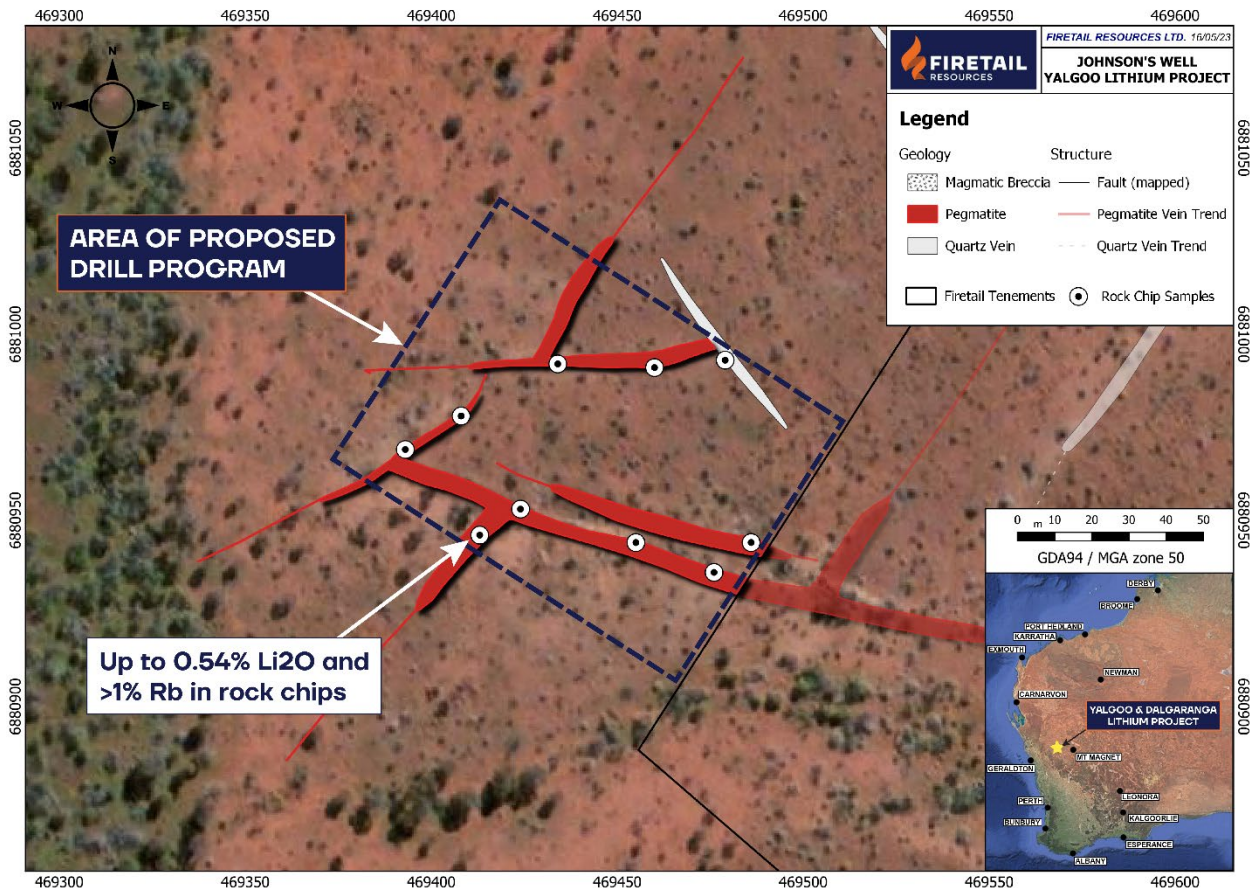 469300 469350 469400 469450 469500 469550 469600
FIRETAIL
RESOURCES
FIRETAIL RESOURCES LTD. 16/05/23
JOHNSON'S WELL
YALGOO LITHIUM PROJECT
Legend
Geology Structure
Magmatic Breccia Fault (mapped)
Pegmatite Pegmatite Vein Trend
Quartz Vein Quartz Vein Trend
Firetail Tenements Rock Chip Samples
N
W E
S
6881050 6881050
AREA OF PROPOSED
DRILL PROGRAM
6881000 6881000
6880950 6880950
Up to 0.54% Li2O and
>1% Rb in rock chips
6880900 6880900
0 m 10 20 30 40 50
GDA94 / MGA zone 50
DERBY
BROOME
PORT HEDLAND
KARRATHA
EXMOUTH
NEWMAN
CARNARVON
YALGOO & DALGARANGA
LITHIUM PROJECT
MT MAGNET
GERALDTON
LEONORA
PERTH
KALGOORLIE
BUNBURY
ESPERANCE
ALBANY
469300 469350 469400 469450 469500 469550 469600